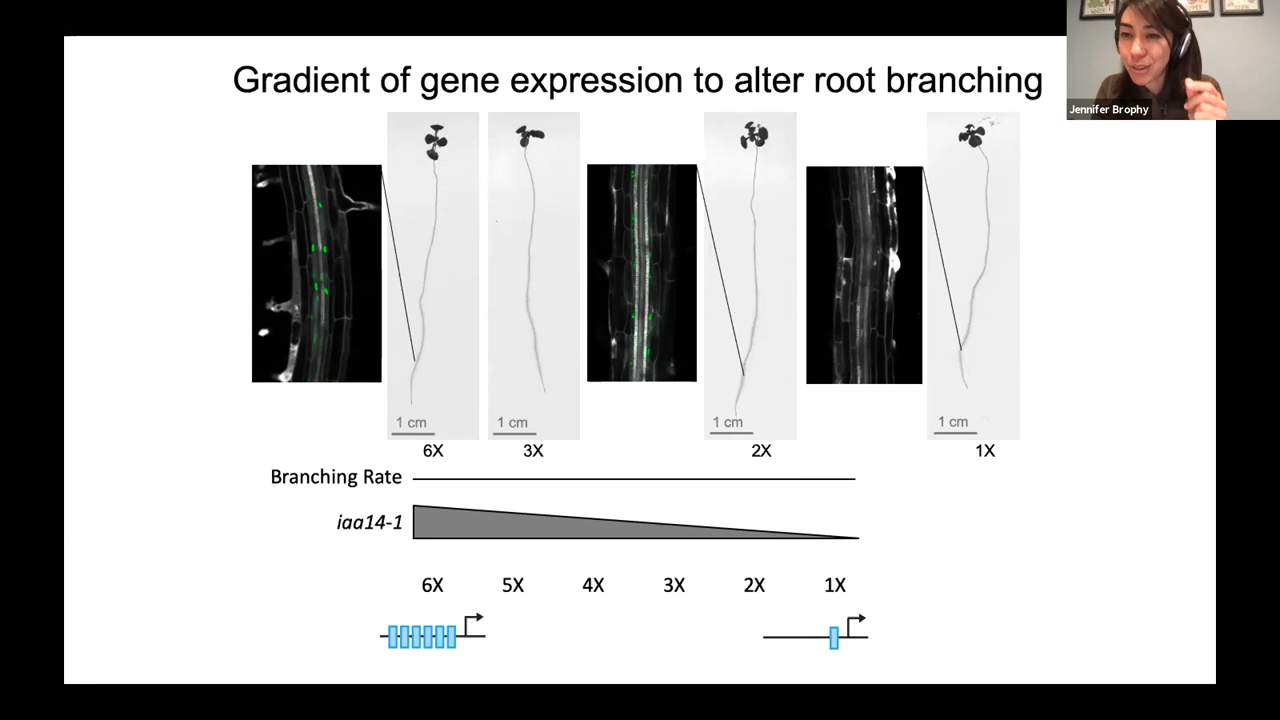 Gradient of gene expression to alter root branching
Jennifer Brophy
1 cm
1 cm
1 cm
1 cm
6X
3X
2X
1X
Branching Rate
iaa14-1
6X
5X
4X
3X
2X
1X